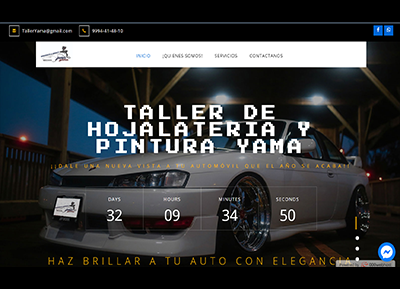 TallerYama@gmail.com
9994-41-48-10
INICIO
¿QUIENES SOMOS?
SERVICIOS
CONTACTANOS
TALLER DE
HOJALATERIA Y
PINTURA YAMA
¡¡DALE UNA NUEVA VISTA A TU AUTOMÓVIL QUE EL AÑO SE ACABA!!
DAYS
HOURS
MINUTES
SECONDS
32
09
34
50
HAZ BRILLAR A TU AUTO CON ELEGANCIA